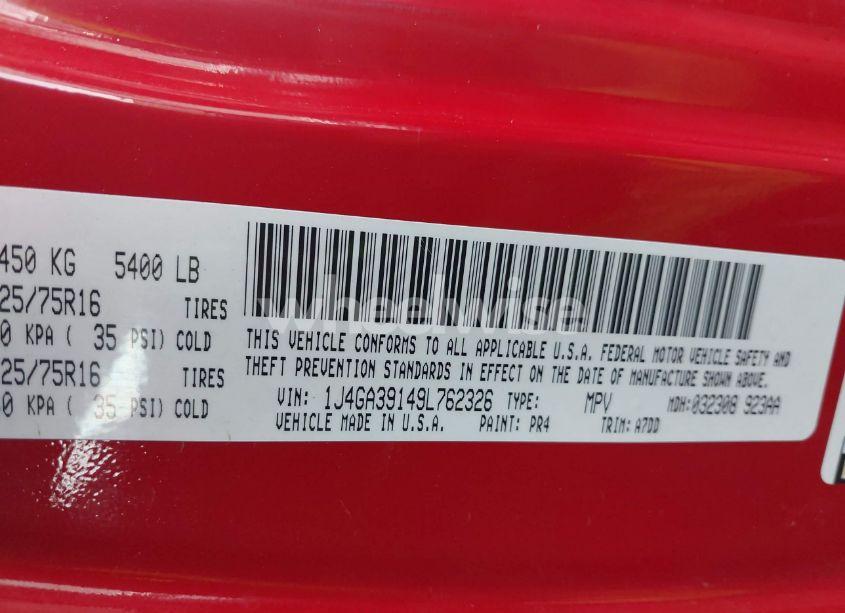 450 KG 5400 LB
25/75R16 TIRES
0 KPA ( 35 PSI) COLD
25/75R16 TIRES
0 KPA ( 35 PSI) COLD
THIS VEHICLE CONFORMS TO ALL APPLICABLE U.S.A. FEDERAL MOTOR VEHICLE SAFETY AND
THEFT PREVENTION STANDARDS IN EFFECT ON THE DATE OF MANUFACTURE SHOWN ABOVE.
VIN: 1J4GA39149L762326 TYPE: MPV MDH:032308 923AA
VEHICLE MADE IN U.S.A. PAINT: PR4 TRIM: A7DD
wheelwise